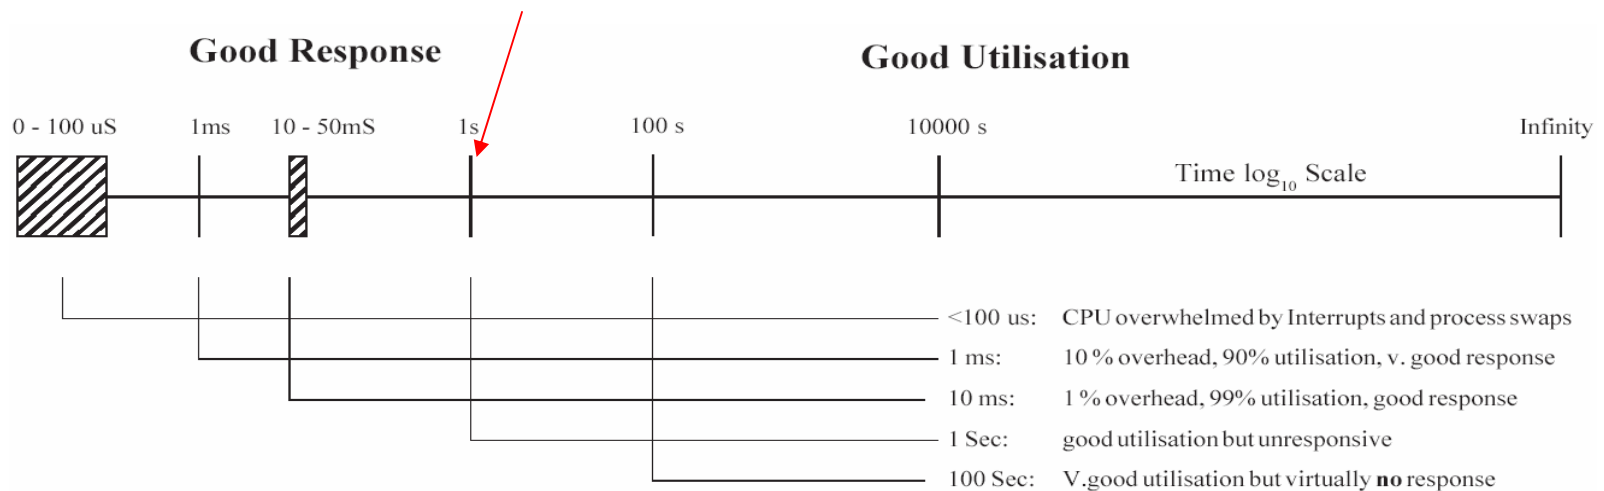 Good Response
Good Utilisation
0 - 100 uS 1ms 10 - 50mS 1s 100 s 10000 s Infinity
Time log10 Scale
<100 us: CPU overwhelmed by Interrupts and process swaps
1 ms: 10 % overhead, 90% utilisation, v. good response
10 ms: 1 % overhead, 99% utilisation, good response
1 Sec: good utilisation but unresponsive
100 Sec: V.good utilisation but virtually no response